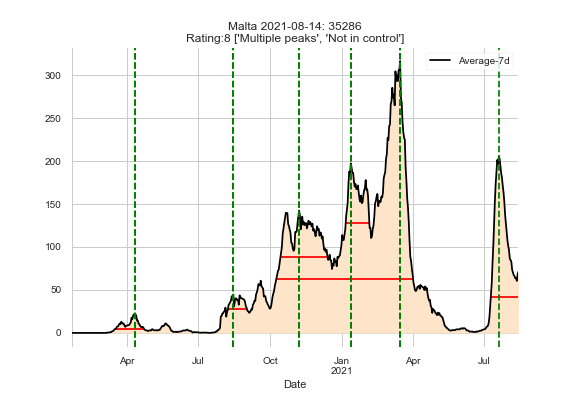 Malta 2021-08-14: 35286
Rating:8 ['Multiple peaks', 'Not in control']
Average-7d
300
250
200
150
100
50
0
Apr
Jul
Oct
Jan
2021
Apr
Jul
Date